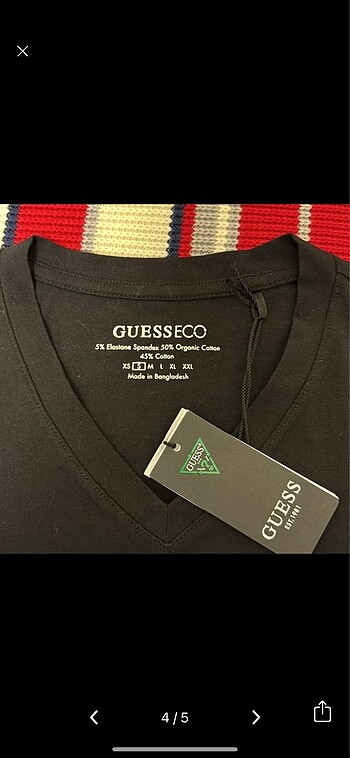 GUESSECO
5% Elastane Spandex 50% Organic Cotton
45% Cotton
XS S M L XL XXL
Made in Bangladesh
GUESS
?
GUESS
EST.1981
4/5